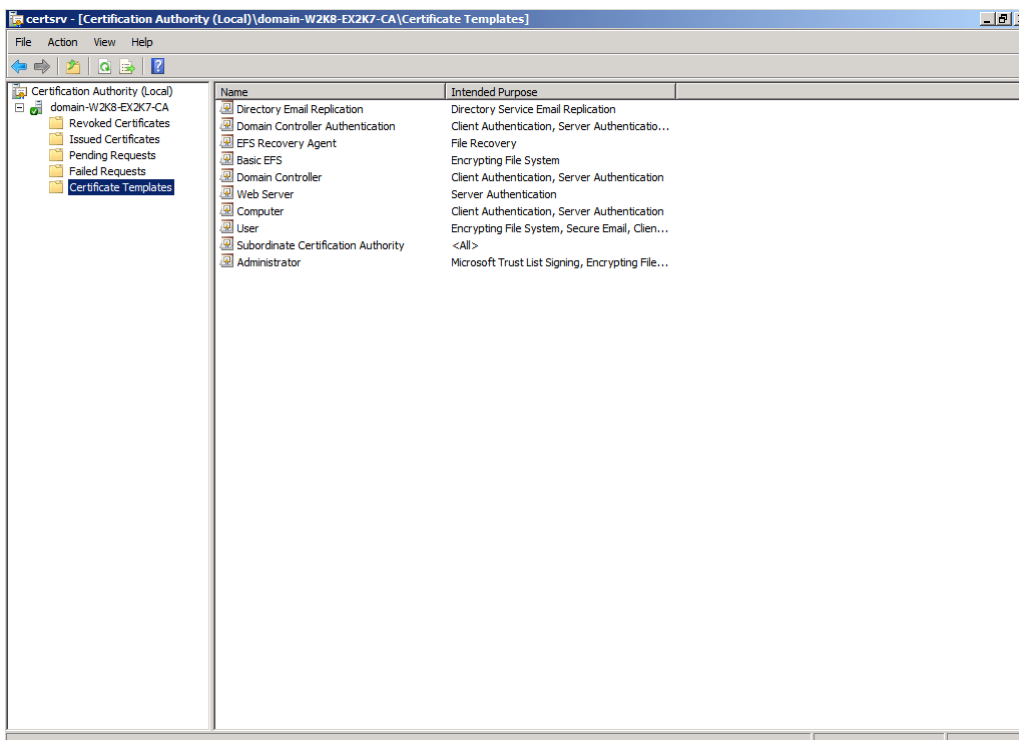 certsrv - [Certification Authority (Local)\domain-W2K8-EX2K7-CA\Certificate Templates]
File Action View Help
Certification Authority (Local)
domain-W2K8-EX2K7-CA
Revoked Certificates
Issued Certificates
Pending Requests
Failed Requests
Certificate Templates
Name Intended Purpose
Directory Email Replication Directory Service Email Replication
Domain Controller Authentication Client Authentication, Server Authenticatio...
EFS Recovery Agent File Recovery
Basic EFS Encrypting File System
Domain Controller Client Authentication, Server Authentication
Web Server Server Authentication
Computer Client Authentication, Server Authentication
User Encrypting File System, Secure Email, Clien...
Subordinate Certification Authority <All>
Administrator Microsoft Trust List Signing, Encrypting File...